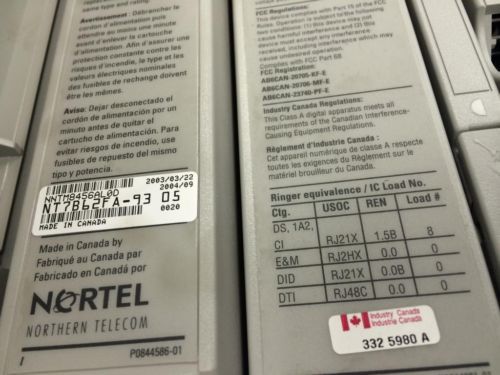 type and rating.
Avertissement: Débrancher le
cordon d'alimentation puis
attendre au moins une minute
avant d'enlever la cartouche
d'alimentation. Afin d'assurer une
protection constante contre les
risques d'incendie, le type et les
valeurs électriques nominales
des fusibles de rechange doivent
être les mêmes.
Aviso: Dejar desconectado el
cordón de alimentación por un
minuto antes de quitar el
cartucho de alimentación. Para
evitar riesgos de incendio, use
fusibles de repuesto del mismo
tipo y potencia.
NNTM8456AL0D
2003/03/22
2004/09
NT7B62FA-93 05
0020
MADE IN CANADA
Made in Canada by
Fabriqué au Canada par
Fabricado en Canadá por
NORTEL
NORTHERN TELECOM
P0844586-01
FCC Regulations:
This device complies with Part 15 of the FCC
Rules. Operation is subject to the following
two conditions: (1) this device may not
cause harmful interference and (2) this
device must accept any interference
received, including interference which may
cause undesired operation.
Complies with FCC Part 68
FCC Registration:
AB6CAN-20705-KF-E
AB6CAN-20706-MF-E
AB6CAN-23740-PF-E
Industry Canada Regulations:
This Class A digital apparatus meets all
requirements of the Canadian Interference-
Causing Equipment Regulations.
Règlement d'Industrie Canada :
Cet appareil numérique de classe A respecte
toutes les exigences du Règlement sur le
matériel brouilleur du Canada.
Ringer equivalence / IC Load No.
Ctg. USOC REN Load #
DS, 1A2,
CI RJ21X 1.5B 8
E&M RJ2HX 0.0 0
DID RJ21X 0.0B 0
DTI RJ48C 0.0 0
Industry Canada
Industrie Canada
332 5980 A